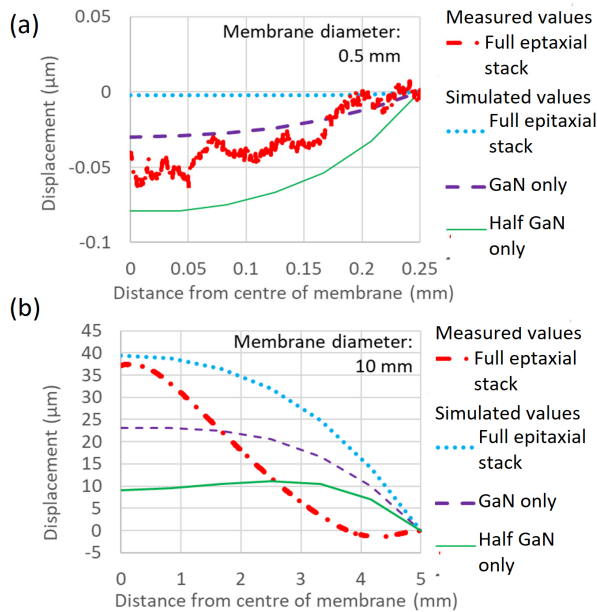 (a)
Membrane diameter:
0.5 mm
Displacement (µm)
0
-0.05
-0.1
0
0.05
0.1
0.15
0.2
0.25
Distance from centre of membrane (mm)
Measured values
Full eptaxial
stack
Simulated values
Full epitaxial
stack
GaN only
Half GaN
only
(b)
Membrane diameter:
10 mm
Displacement (µm)
45
40
35
30
25
20
15
10
5
0
-5
0
1
2
3
4
5
Distance from centre of membrane (mm)
Measured values
Full eptaxial
stack
Simulated values
Full epitaxial
stack
GaN only
Half GaN
only